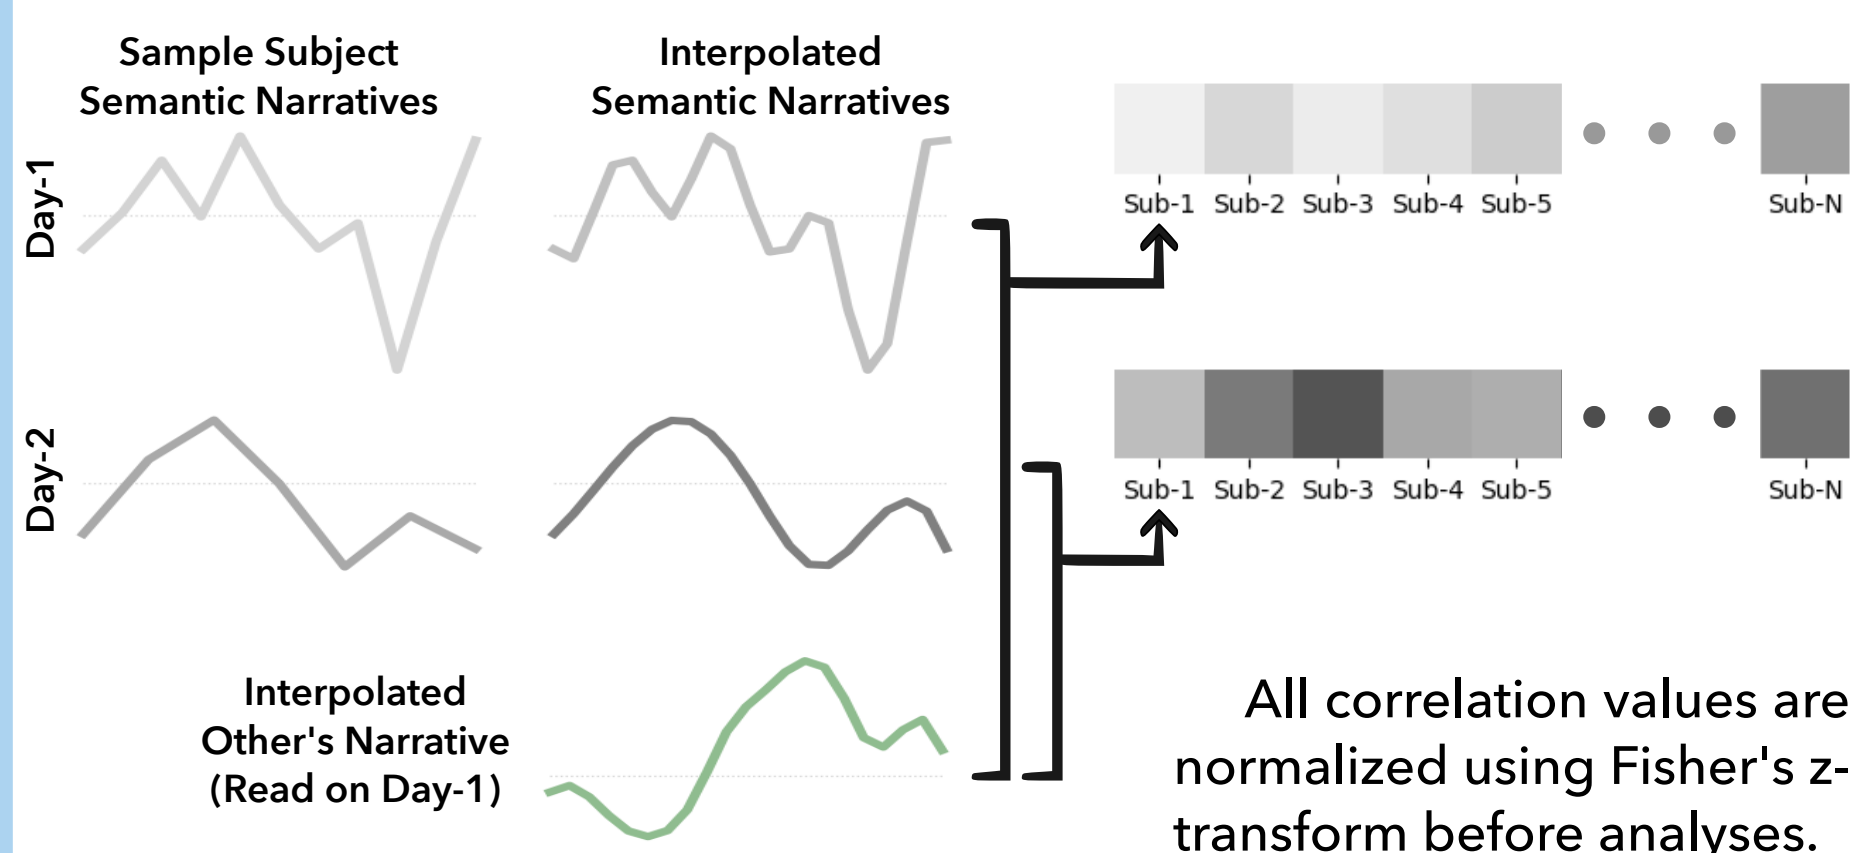 Sample Subject
Semantic Narratives
Interpolated
Semantic Narratives
Day-1
Sub-1 Sub-2 Sub-3 Sub-4 Sub-5 Sub-N
Day-2
Sub-1 Sub-2 Sub-3 Sub-4 Sub-5 Sub-N
Interpolated
Other's Narrative
(Read on Day-1)
All correlation values are
normalized using Fisher's z-
transform before analyses.